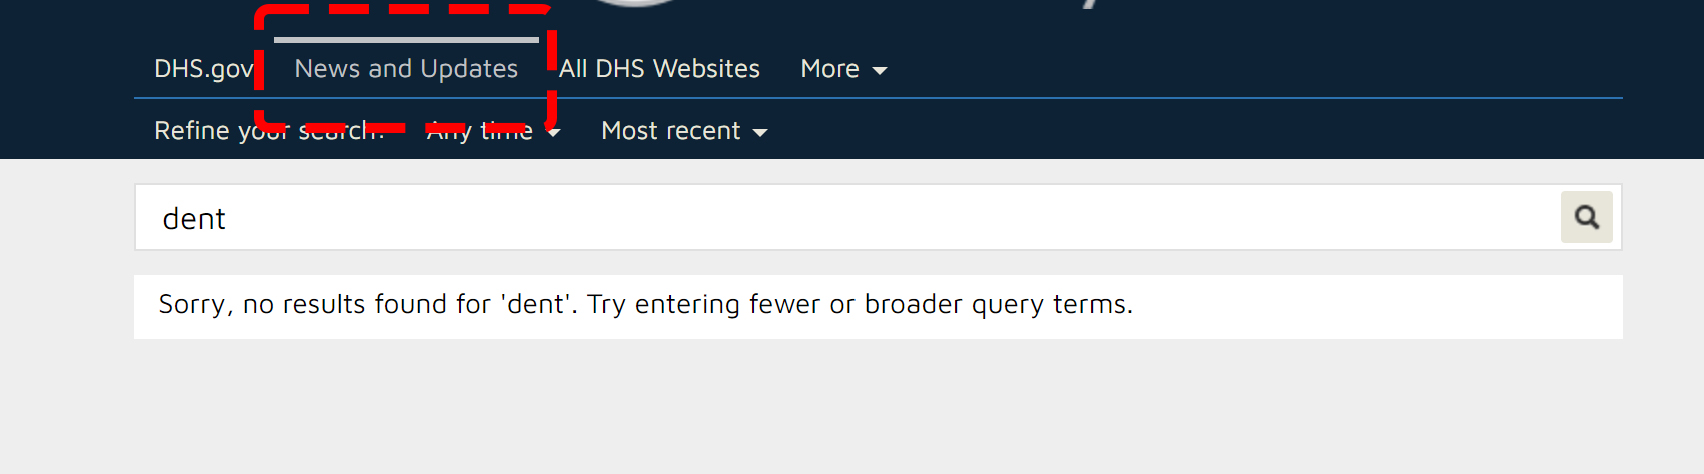 DHS.gov News and Updates All DHS Websites More
Refine your search: Any time Most recent
dent
Sorry, no results found for 'dent'. Try entering fewer or broader query terms.